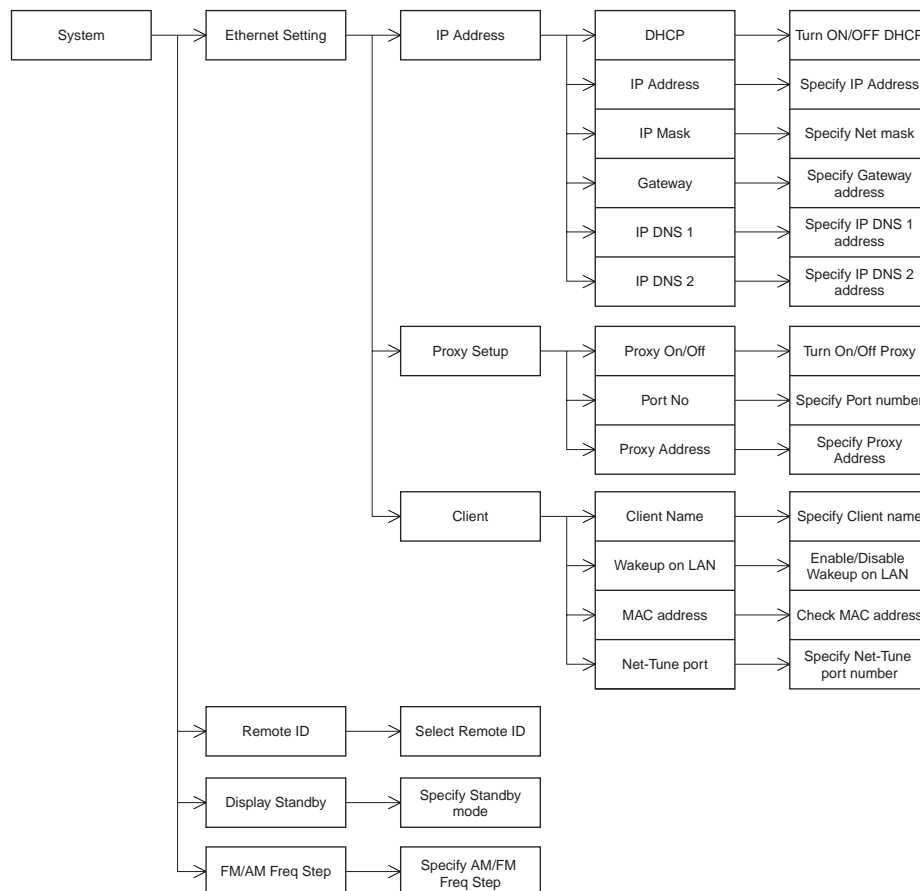 System
Ethernet Setting
IP Address
DHCP
Turn ON/OFF DHCP
IP Address
Specify IP Address
IP Mask
Specify Net mask
Gateway
Specify Gateway
address
IP DNS 1
Specify IP DNS 1
address
IP DNS 2
Specify IP DNS 2
address
Proxy Setup
Proxy On/Off
Turn On/Off Proxy
Port No
Specify Port number
Proxy Address
Specify Proxy
Address
Client
Client Name
Specify Client name
Wakeup on LAN
Enable/Disable
Wakeup on LAN
MAC address
Check MAC address
Net-Tune port
Specify Net-Tune
port number
Remote ID
Select Remote ID
Display Standby
Specify Standby
mode
FM/AM Freq Step
Specify AM/FM
Freq Step